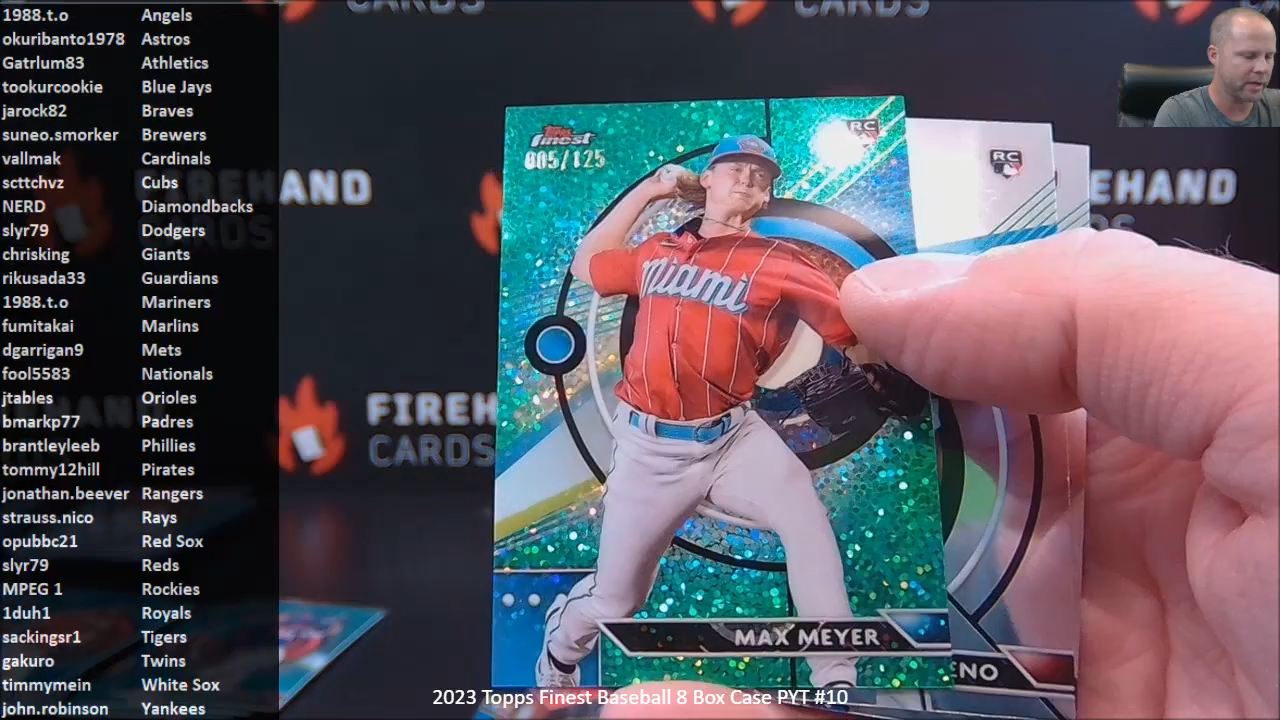 1988.t.o Angels
okuribanto1978 Astros
Gatrlum83 Athletics
tookurcookie Blue Jays
jarock82 Braves
suneo.smorker Brewers
vallmak Cardinals
scttchvz Cubs
NERD Diamondbacks
slyr79 Dodgers
chrisking Giants
rikusada33 Guardians
1988.t.o Mariners
fumitakai Marlins
dgarrigan9 Mets
fool5583 Nationals
jtables Orioles
bmarkp77 Padres
brantleyleeb Phillies
tommy12hill Pirates
jonathan.beever Rangers
strauss.nico Rays
opubbc21 Red Sox
slyr79 Reds
MPEG 1 Rockies
1duh1 Royals
sackingsr1 Tigers
gakuro Twins
timmymein White Sox
john.robinson Yankees
CARDS
CARDS
FIREHAND
CARDS
EHAND
FIREH
CARDS
Topps
finest
005/125
RC
RC
miami
MAX MEYER
ENO
2023 Topps Finest Baseball 8 Box Case PYT #10